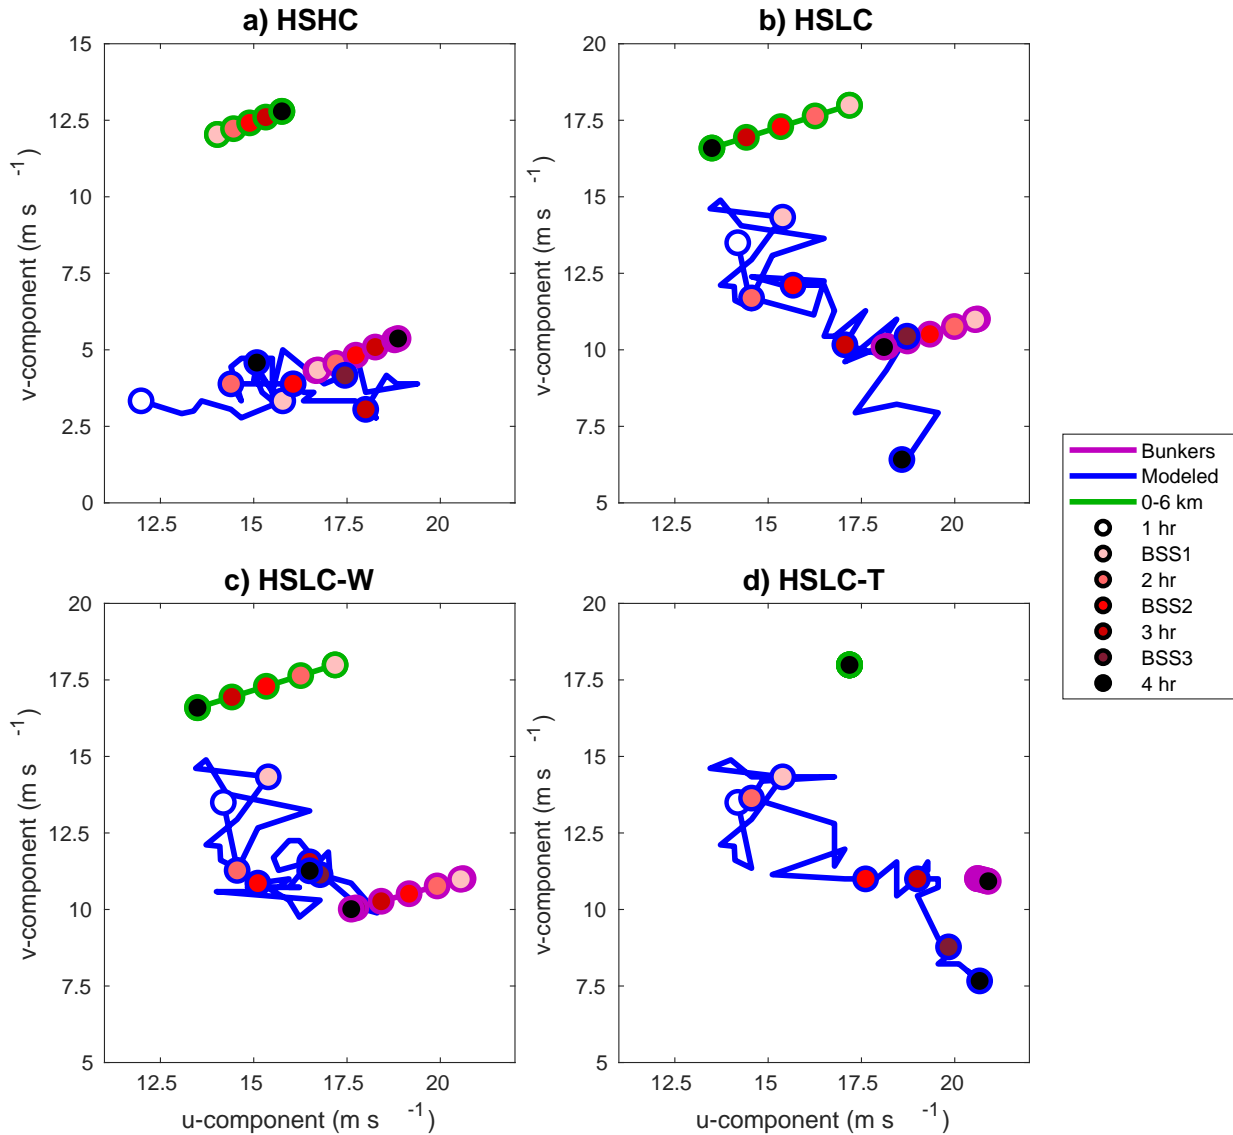 a) HSHC
b) HSLC
15
12.5
10
7.5
5
2.5
0
v-component (m s -1)
12.5 15 17.5 20
20
17.5
15
12.5
10
7.5
5
v-component (m s -1)
12.5 15 17.5 20
Bunkers
Modeled
0-6 km
1 hr
BSS1
2 hr
BSS2
3 hr
BSS3
4 hr
c) HSLC-W
d) HSLC-T
20
17.5
15
12.5
10
7.5
5
v-component (m s -1)
12.5 15 17.5 20
u-component (m s -1)
20
17.5
15
12.5
10
7.5
5
v-component (m s -1)
12.5 15 17.5 20
u-component (m s -1)